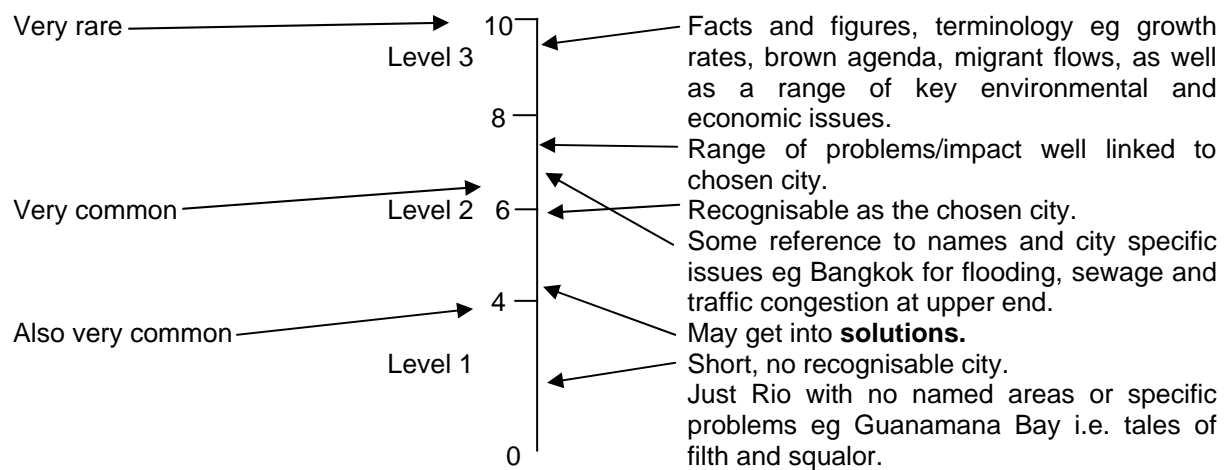 Very rare
10
Facts and figures, terminology eg growth
Level 3
rates, brown agenda, migrant flows, as well
as a range of key environmental and
economic issues.
8
Range of problems/impact well linked to
chosen city.
Very common
Level 2
6
Recognisable as the chosen city.
Some reference to names and city specific
issues eg Bangkok for flooding, sewage and
traffic congestion at upper end.
4
Also very common
May get into solutions.
Level 1
Short, no recognisable city.
Just Rio with no named areas or specific
problems eg Guanamana Bay i.e. tales of
0
filth and squalor.